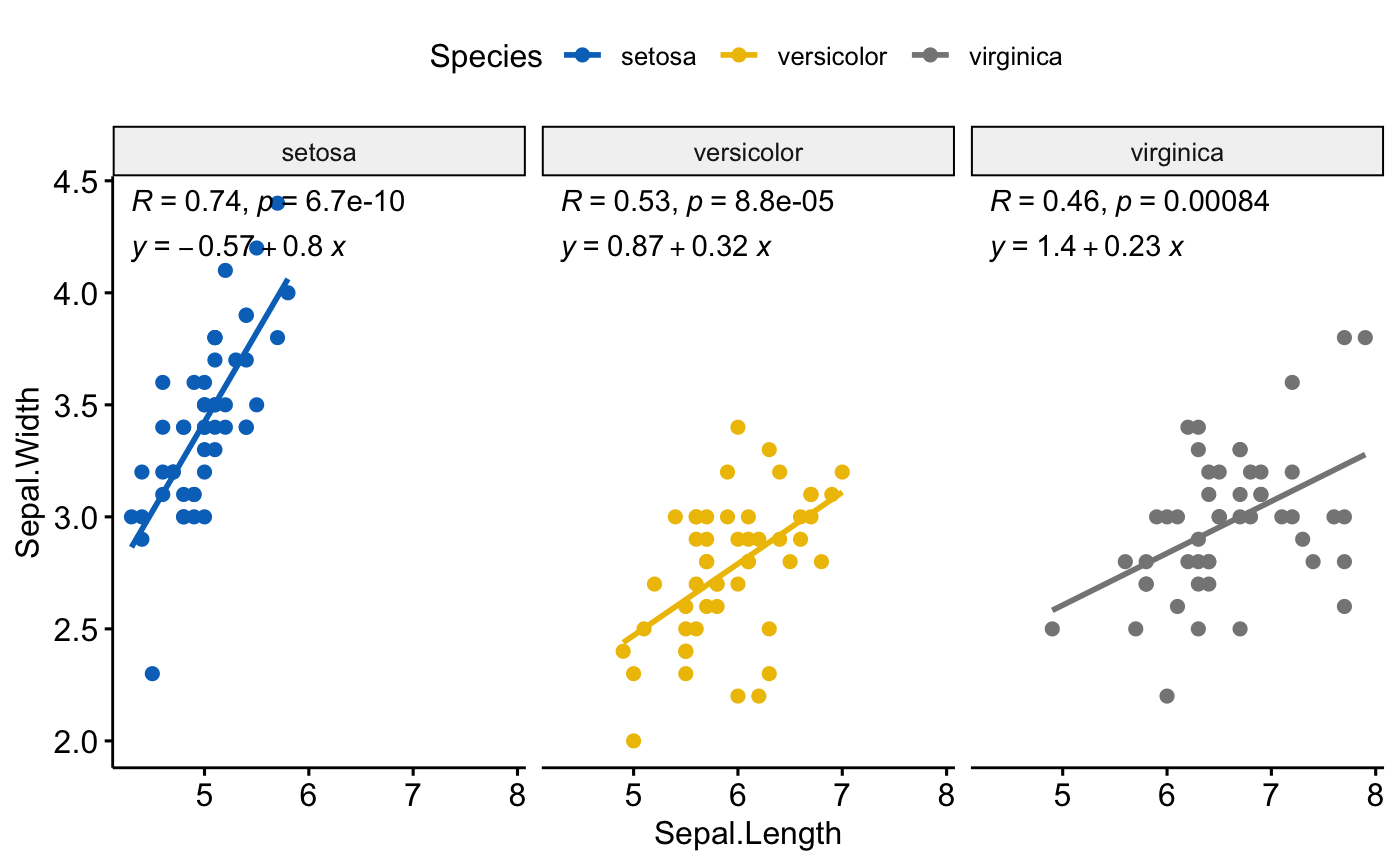 Species setosa versicolor virginica
setosa versicolor virginica
R = 0.74, p = 6.7e-10
y = − 0.57 + 0.8 x
R = 0.53, p = 8.8e-05
y = 0.87 + 0.32 x
R = 0.46, p = 0.00084
y = 1.4 + 0.23 x
4.5
4.0
3.5
3.0
2.5
2.0
Sepal.Width
5 6 7 8 5 6 7 8 5 6 7 8
Sepal.Length